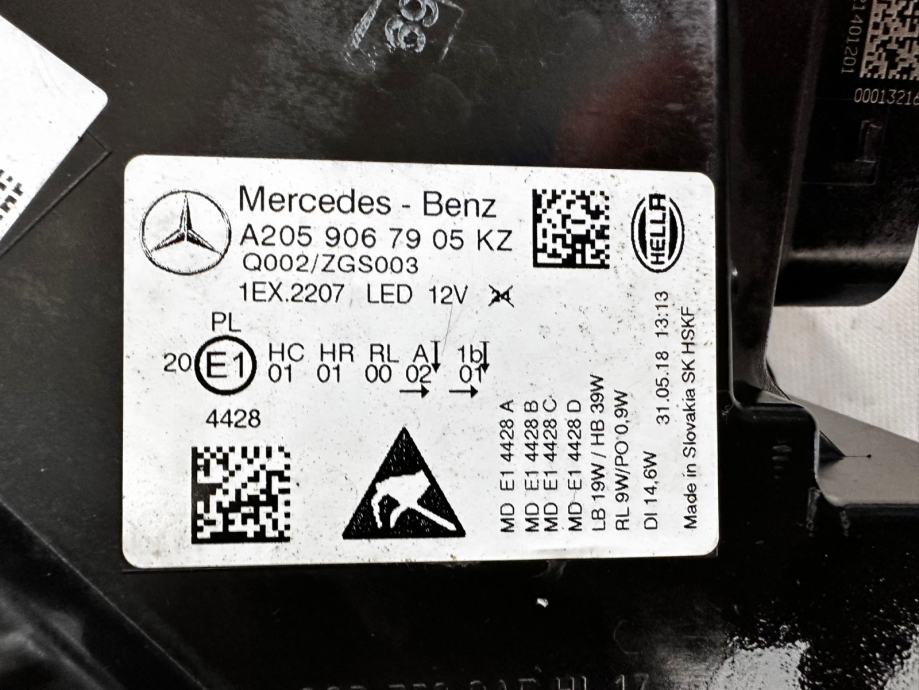 69
21401201
0001321
Mercedes - Benz
A205 906 79 05 KZ
Q002/ZGS003
1EX.2207 LED 12V 24
HELLA
PL
20 E1
HC HR RL A 1b
01 01 00 02 01
4428
MD E1 4428 A
MD E1 4428 B
MD E1 4428 C
MD E1 4428 D
LB 19W / HB 39W
RL 9W/PO 0,9W
DI 14,6W
31.05.18 13:13
Made in Slovakia SK HSKF